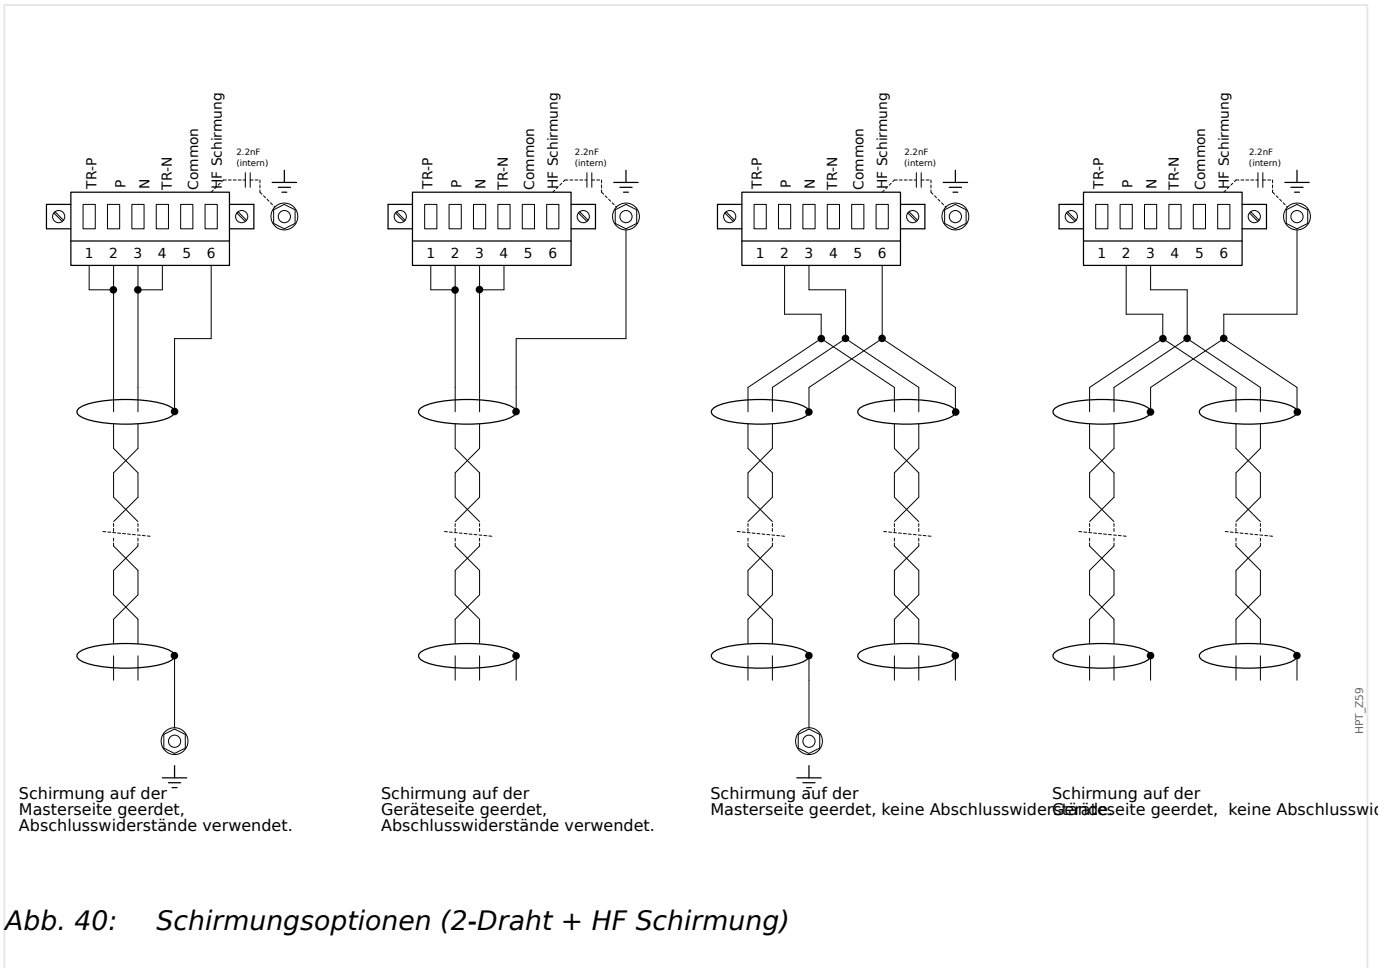 TR-P
P
N
TR-N
Common
HF Schirmung
2.2nF
(intern)
1 2 3 4 5 6
TR-P
P
N
TR-N
Common
HF Schirmung
2.2nF
(intern)
1 2 3 4 5 6
TR-P
P
N
TR-N
Common
HF Schirmung
2.2nF
(intern)
1 2 3 4 5 6
TR-P
P
N
TR-N
Common
HF Schirmung
2.2nF
(intern)
1 2 3 4 5 6
HPT_Z59
Schirmung auf der
Masterseite geerdet,
Abschlusswiderstände verwendet.
Schirmung auf der
Geräteseite geerdet,
Abschlusswiderstände verwendet.
Schirmung auf der
Masterseite geerdet, keine Abschlusswiderstände.
Schirmung auf der
Geräteseite geerdet, keine
Abb. 40: Schirmungsoptionen (2-Draht + HF Schirmung)